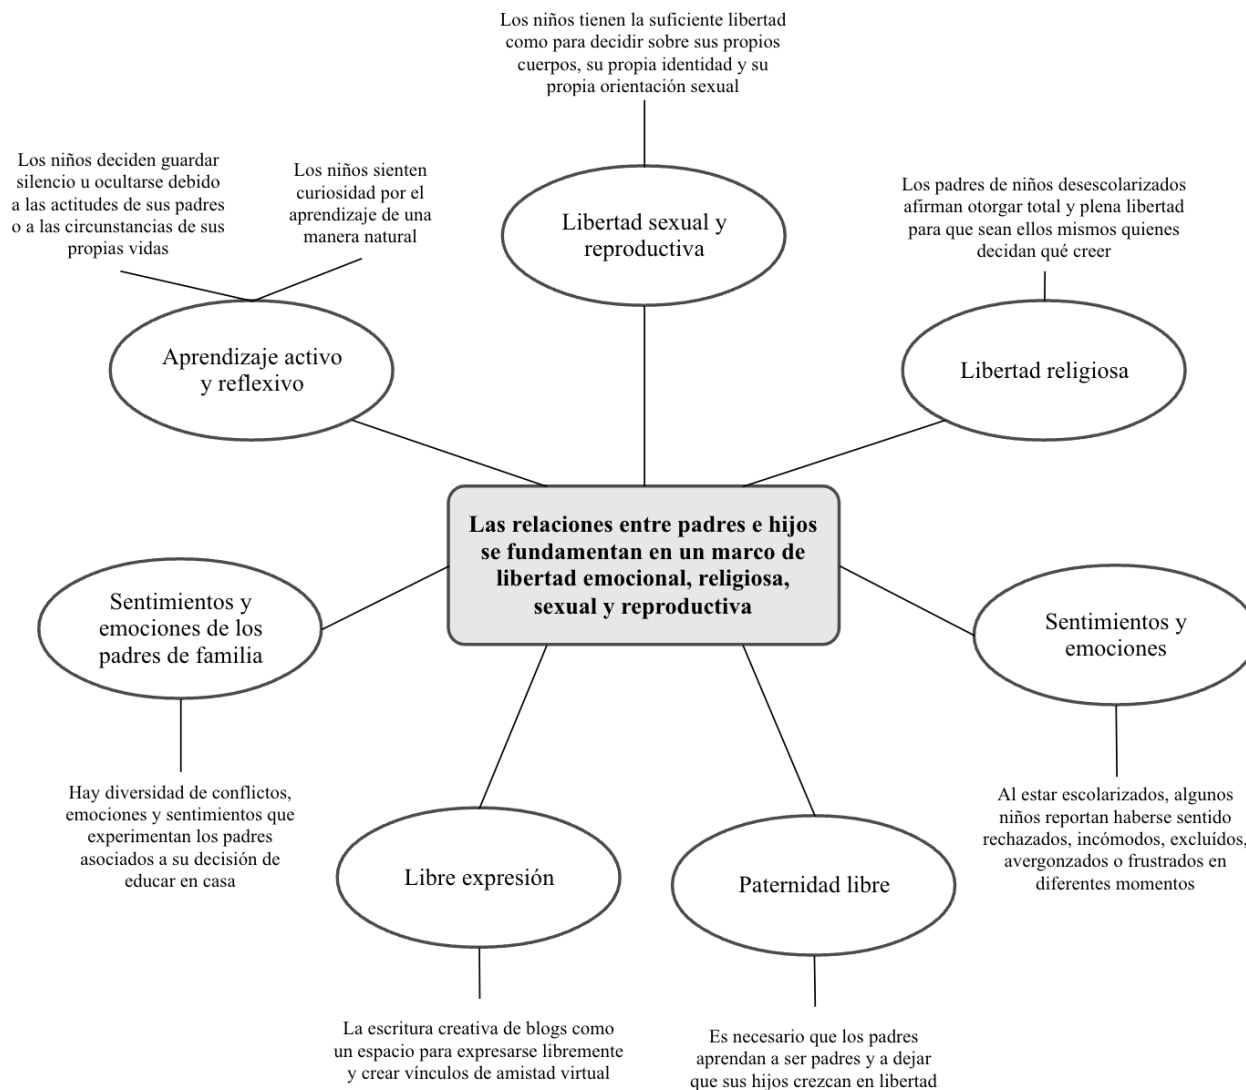 Los niños tienen la suficiente libertad
como para decidir sobre sus propios
cuerpos, su propia identidad y su
propia orientación sexual
Los niños deciden guardar
silencio u ocultarse debido
a las actitudes de sus padres
o a las circunstancias de sus
propias vidas
Los niños sienten
curiosidad por el
aprendizaje de una
manera natural
Los padres de niños desescolarizados
afirman otorgar total y plena libertad
para que sean ellos mismos quienes
decidan qué creer
Libertad sexual y
reproductiva
Aprendizaje activo
y reflexivo
Libertad religiosa
Las relaciones entre padres e hijos
se fundamentan en un marco de
libertad emocional, religiosa,
sexual y reproductiva
Sentimientos y
emociones de los
padres de familia
Sentimientos y
emociones
Hay diversidad de conflictos,
emociones y sentimientos que
experimentan los padres
asociados a su decisión de
educar en casa
Al estar escolarizados, algunos
niños reportan haberse sentido
rechazados, incómodos, excluídos,
avergonzados o frustrados en
diferentes momentos
Libre expresión
Paternidad libre
La escritura creativa de blogs como
un espacio para expresarse libremente
y crear vínculos de amistad virtual
Es necesario que los padres
aprendan a ser padres y a dejar
que sus hijos crezcan en libertad